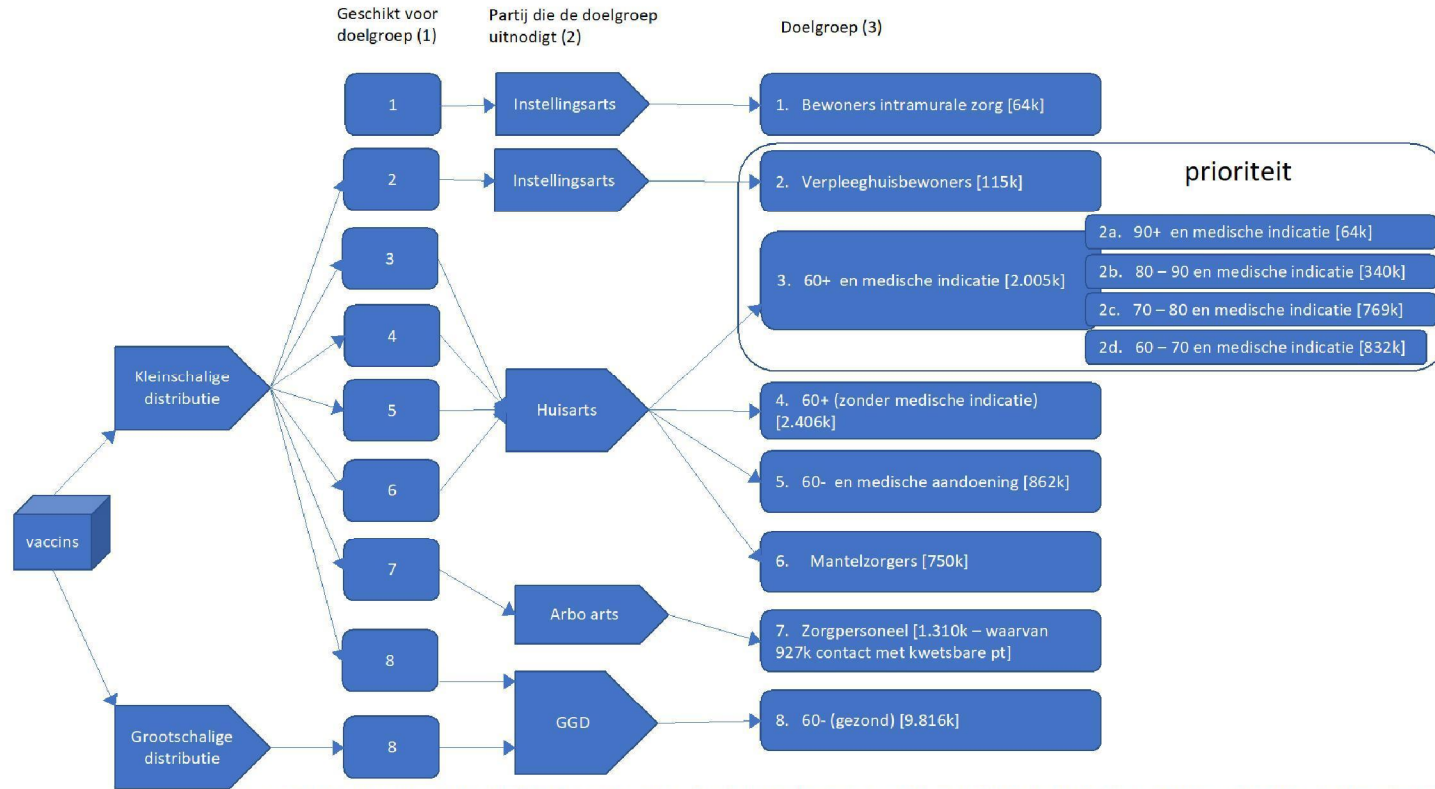 Geschikt voor
doelgroep (1)
Partij die de doelgroep
uitnodigt (2)
Doelgroep (3)
1
Instellingsarts
1. Bewoners intramurale zorg [64k]
prioriteit
2
Instellingsarts
2. Verpleeghuisbewoners [115k]
3
3. 60+ en medische indicatie [2.005k]
2a. 90+ en medische indicatie [64k]
2b. 80 – 90 en medische indicatie [340k]
2c. 70 – 80 en medische indicatie [769k]
2d. 60 – 70 en medische indicatie [832k]
4
Kleinschalige
distributie
5
Huisarts
4. 60+ (zonder medische indicatie)
[2.406k]
6
5. 60- en medische aandoening [862k]
vaccins
6. Mantelzorgers [750k]
7
Arbo arts
7. Zorgpersoneel [1.310k – waarvan
927k contact met kwetsbare pt]
8
GGD
8. 60- (gezond) [9.816k]
Grootschalige
distributie
8